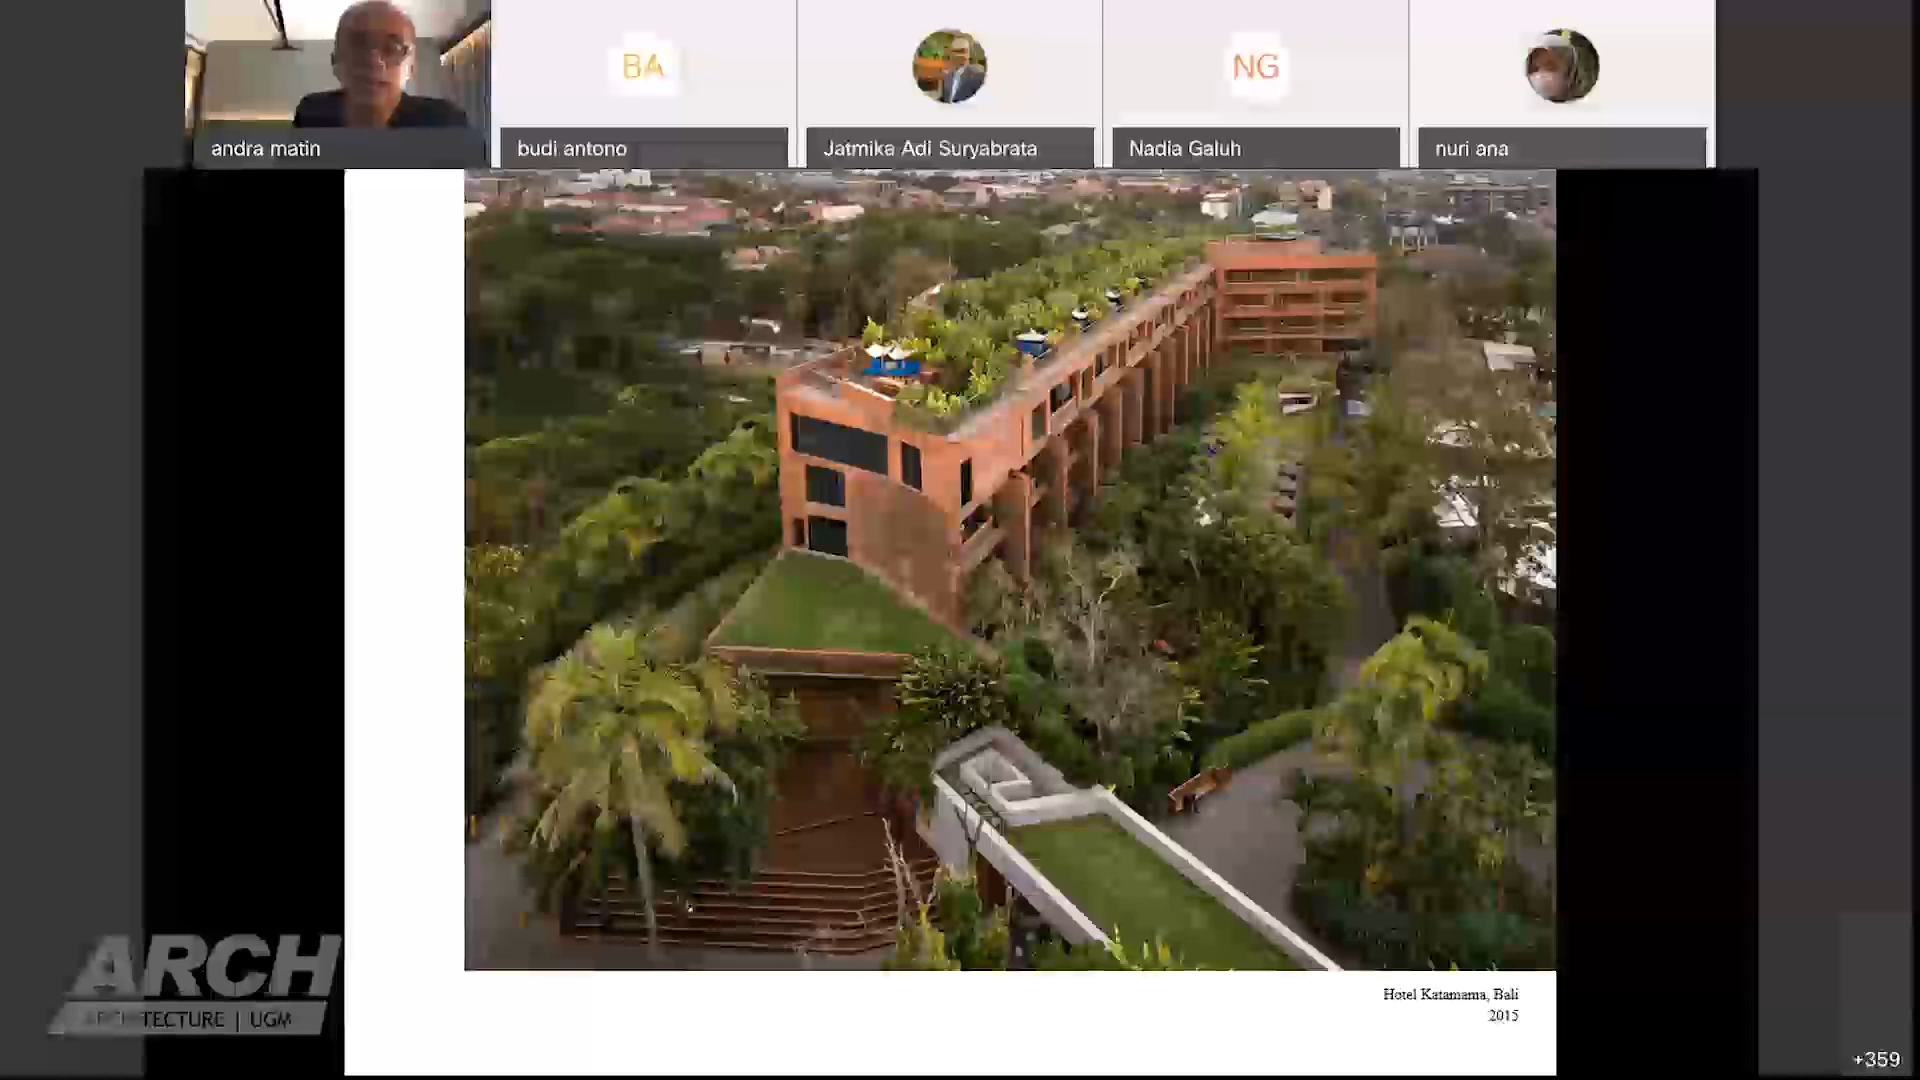 BA
NG
andra matin
budi antono
Jatmika Adi Suryabrata
Nadia Galuh
nuri ana
ARCH
ARCHITECTURE | UGM
Hotel Katamama, Bali
2015
+359